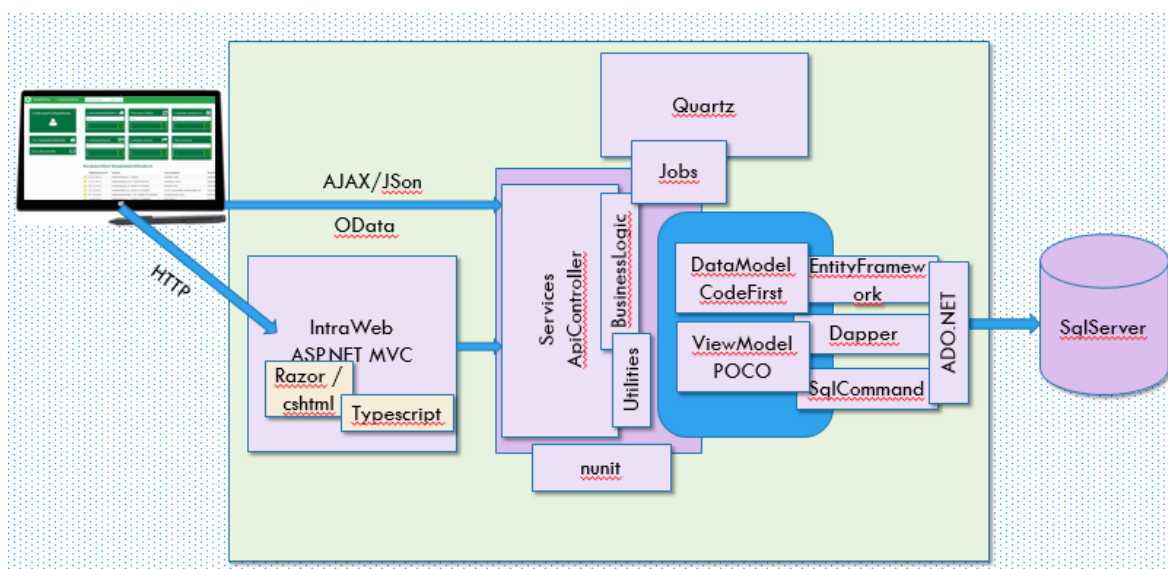 Quartz
Jobs
AJAX/JSon
OData
HTTP
IntraWeb
ASP.NET MVC
Razor /
cshtml
Typescript
Services
ApiController
BusinessLogic
Utilities
nunit
DataModel
CodeFirst
ViewModel
POCO
EntityFramew
ork
Dapper
SqlCommand
ADO.NET
SqlServer